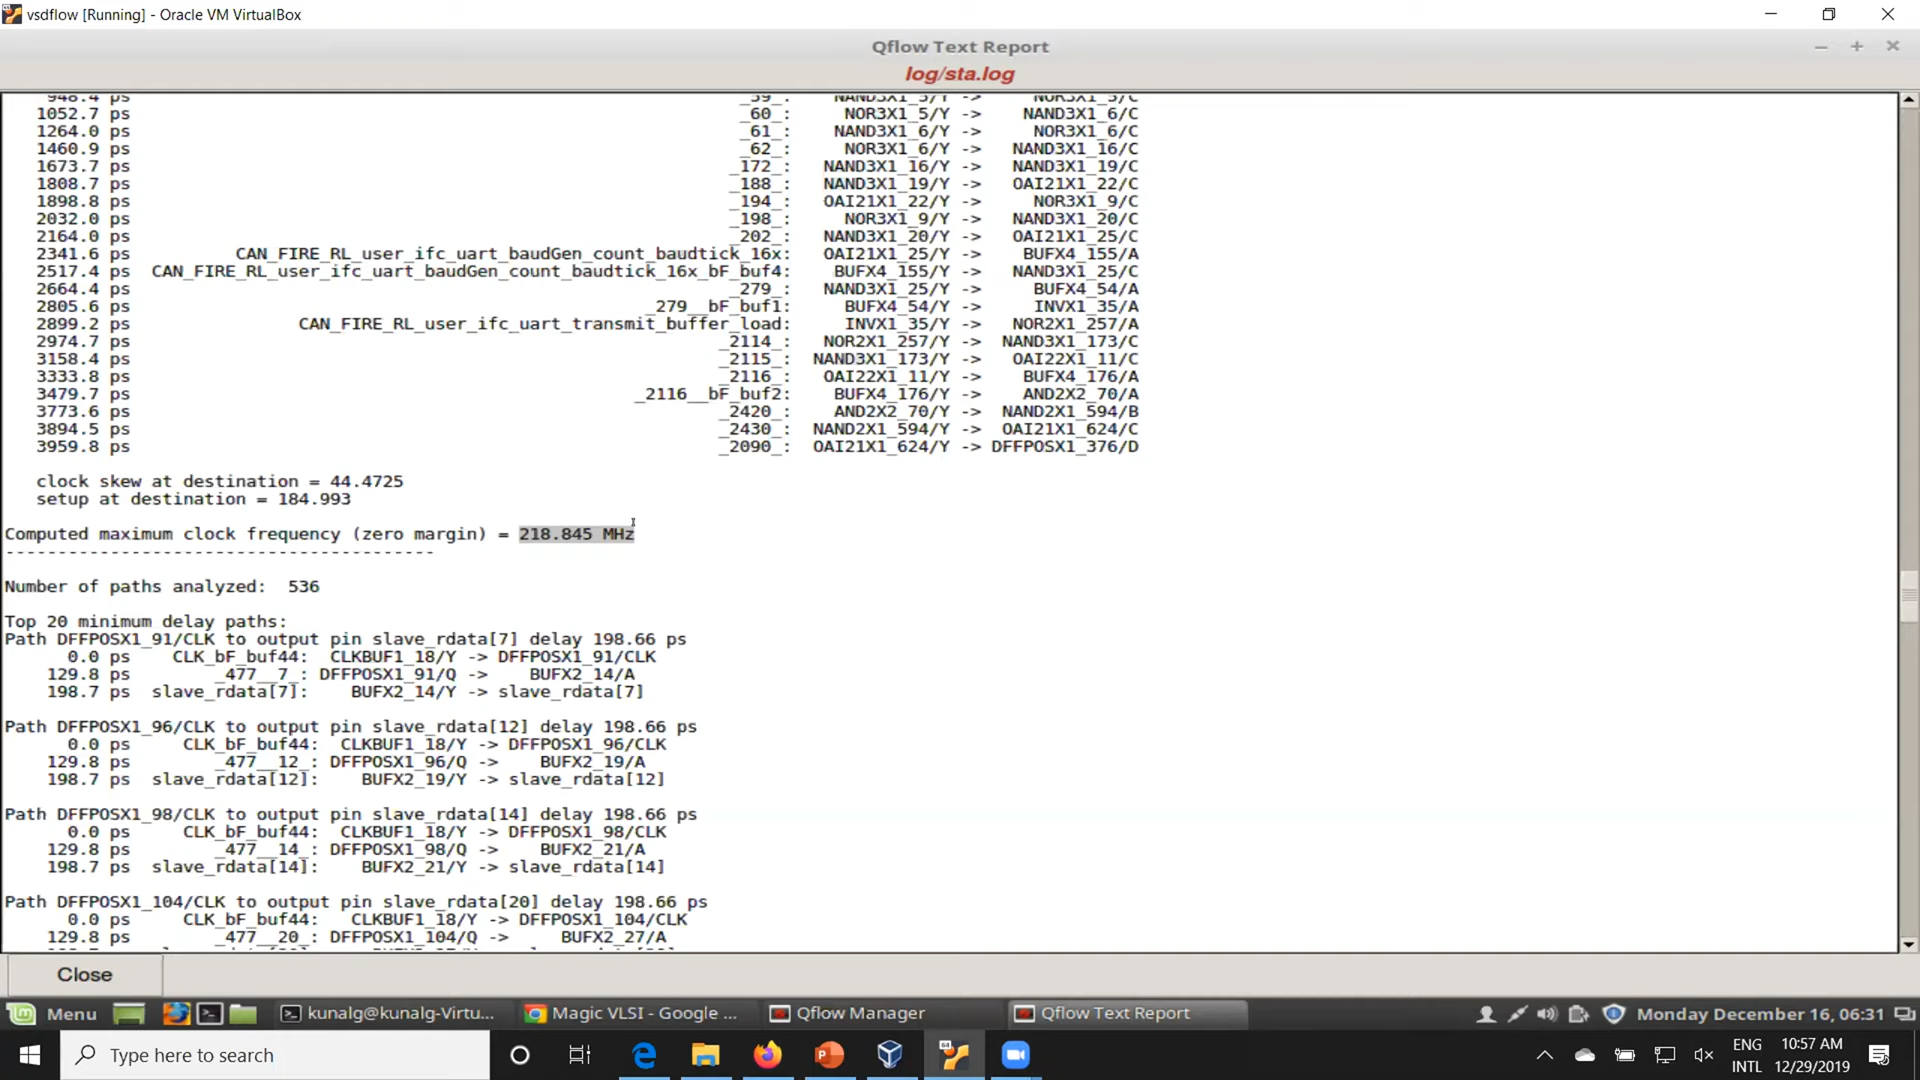 vsdflow [Running] - Oracle VM VirtualBox
Qflow Text Report
log/sta.log
948.4 ps _59_: NAND3X1_5/Y -> NOR3X1_5/C
1052.7 ps _60_: NOR3X1_5/Y -> NAND3X1_6/C
1264.0 ps _61_: NAND3X1_6/Y -> NOR3X1_6/C
1460.9 ps _62_: NOR3X1_6/Y -> NAND3X1_16/C
1673.7 ps _172_: NAND3X1_16/Y -> NAND3X1_19/C
1808.7 ps _188_: NAND3X1_19/Y -> OAI21X1_22/C
1898.8 ps _194_: OAI21X1_22/Y -> NOR3X1_9/C
2032.0 ps _198_: NOR3X1_9/Y -> NAND3X1_20/C
2164.0 ps _202_: NAND3X1_20/Y -> OAI21X1_25/C
2341.6 ps CAN_FIRE_RL_user_ifc_uart_baudGen_count_baudtick_16x: OAI21X1_25/Y -> BUFX4_155/A
2517.4 ps CAN_FIRE_RL_user_ifc_uart_baudGen_count_baudtick_16x_bF_buf4: BUFX4_155/Y -> NAND3X1_25/C
2664.4 ps _279_: NAND3X1_25/Y -> BUFX4_54/A
2805.6 ps _279__bF_buf1: BUFX4_54/Y -> INVX1_35/A
2899.2 ps CAN_FIRE_RL_user_ifc_uart_transmit_buffer_load: INVX1_35/Y -> NOR2X1_257/A
2974.7 ps _2114_: NOR2X1_257/Y -> NAND3X1_173/C
3158.4 ps _2115_: NAND3X1_173/Y -> OAI22X1_11/C
3333.8 ps _2116_: OAI22X1_11/Y -> BUFX4_176/A
3479.7 ps _2116__bF_buf2: BUFX4_176/Y -> AND2X2_70/A
3773.6 ps _2420_: AND2X2_70/Y -> NAND2X1_594/B
3894.5 ps _2430_: NAND2X1_594/Y -> OAI21X1_624/C
3959.8 ps _2090_: OAI21X1_624/Y -> DFFPOSX1_376/D
clock skew at destination = 44.4725
setup at destination = 184.993
Computed maximum clock frequency (zero margin) = 218.845 MHz
-----------------------------------------
Number of paths analyzed: 536
Top 20 minimum delay paths:
Path DFFPOSX1_91/CLK to output pin slave_rdata[7] delay 198.66 ps
0.0 ps CLK_bF_buf44: CLKBUF1_18/Y -> DFFPOSX1_91/CLK
129.8 ps _477__7_: DFFPOSX1_91/Q -> BUFX2_14/A
198.7 ps slave_rdata[7]: BUFX2_14/Y -> slave_rdata[7]
Path DFFPOSX1_96/CLK to output pin slave_rdata[12] delay 198.66 ps
0.0 ps CLK_bF_buf44: CLKBUF1_18/Y -> DFFPOSX1_96/CLK
129.8 ps _477__12_: DFFPOSX1_96/Q -> BUFX2_19/A
198.7 ps slave_rdata[12]: BUFX2_19/Y -> slave_rdata[12]
Path DFFPOSX1_98/CLK to output pin slave_rdata[14] delay 198.66 ps
0.0 ps CLK_bF_buf44: CLKBUF1_18/Y -> DFFPOSX1_98/CLK
129.8 ps _477__14_: DFFPOSX1_98/Q -> BUFX2_21/A
198.7 ps slave_rdata[14]: BUFX2_21/Y -> slave_rdata[14]
Path DFFPOSX1_104/CLK to output pin slave_rdata[20] delay 198.66 ps
0.0 ps CLK_bF_buf44: CLKBUF1_18/Y -> DFFPOSX1_104/CLK
129.8 ps _477__20_: DFFPOSX1_104/Q -> BUFX2_27/A
Close
Menu kunalg@kunalg-Virtu... Magic VLSI - Google ... Qflow Manager Qflow Text Report Monday December 16, 06:31
Type here to search ENG 10:57 AM
INTL 12/29/2019